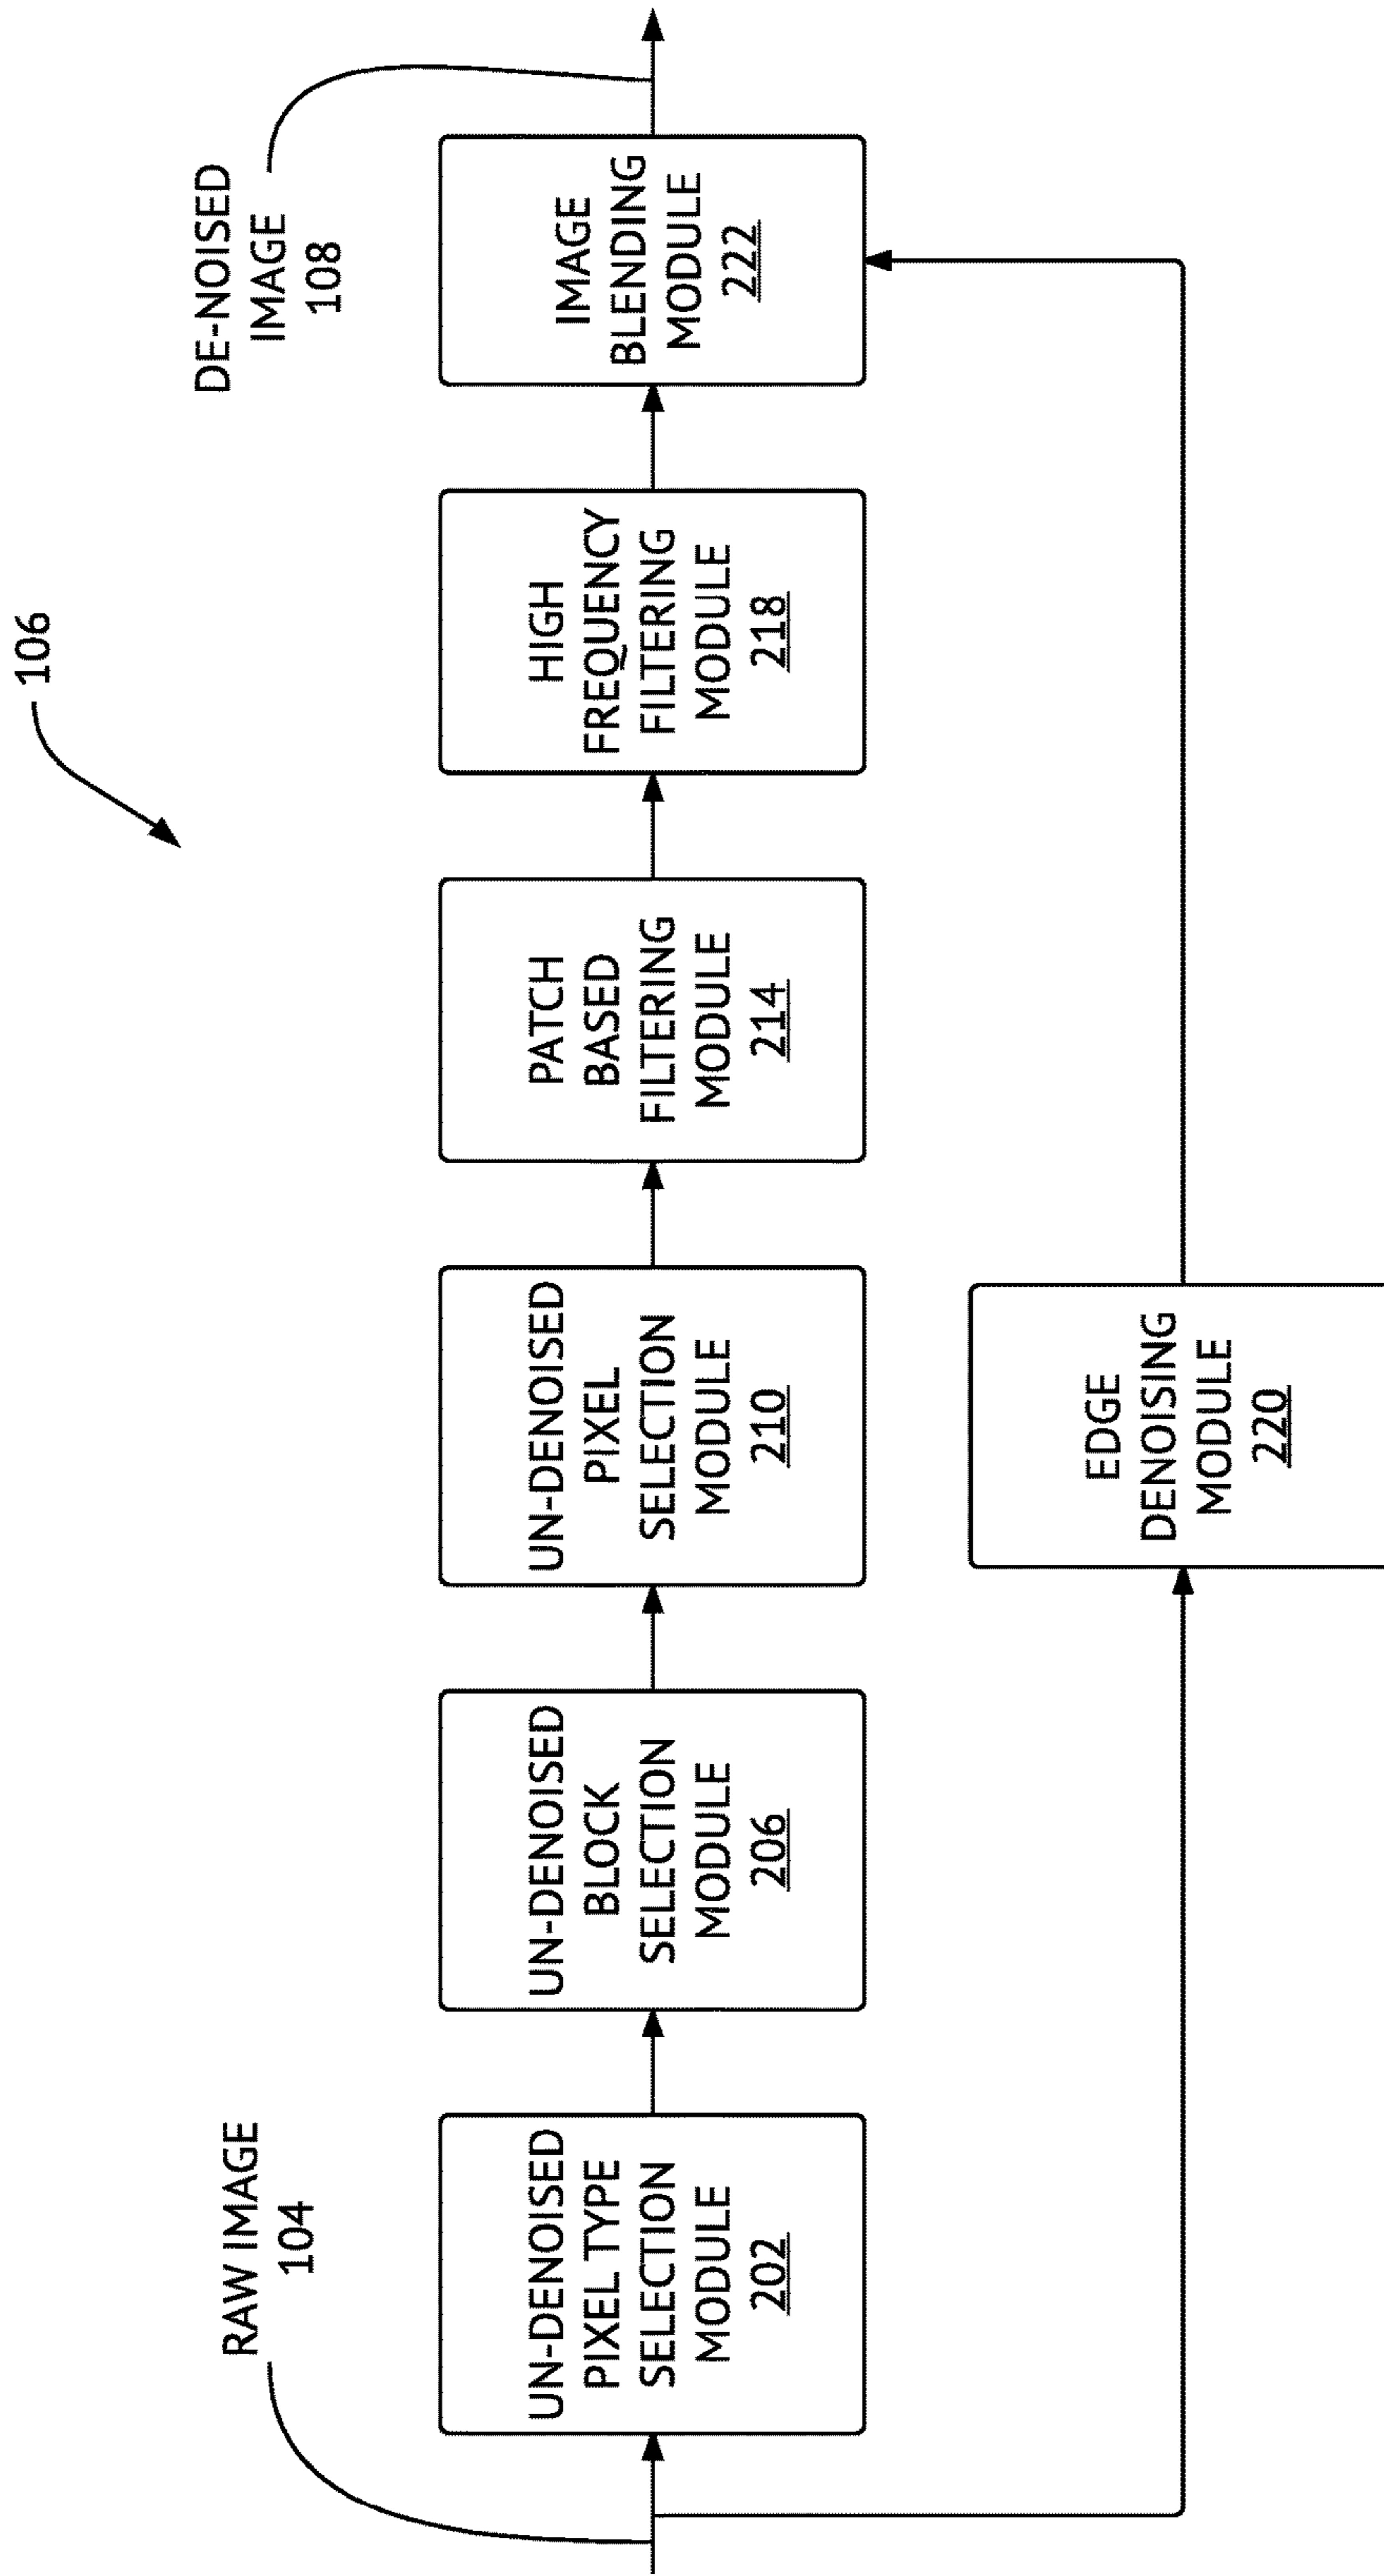 106
RAW IMAGE
104
DE-NOISED
IMAGE
108
UN-DENOISED
PIXEL TYPE
SELECTION
MODULE
202
UN-DENOISED
BLOCK
SELECTION
MODULE
206
UN-DENOISED
PIXEL
SELECTION
MODULE
210
PATCH
BASED
FILTERING
MODULE
214
HIGH
FREQUENCY
FILTERING
MODULE
218
IMAGE
BLENDING
MODULE
222
EDGE
DENOISING
MODULE
220